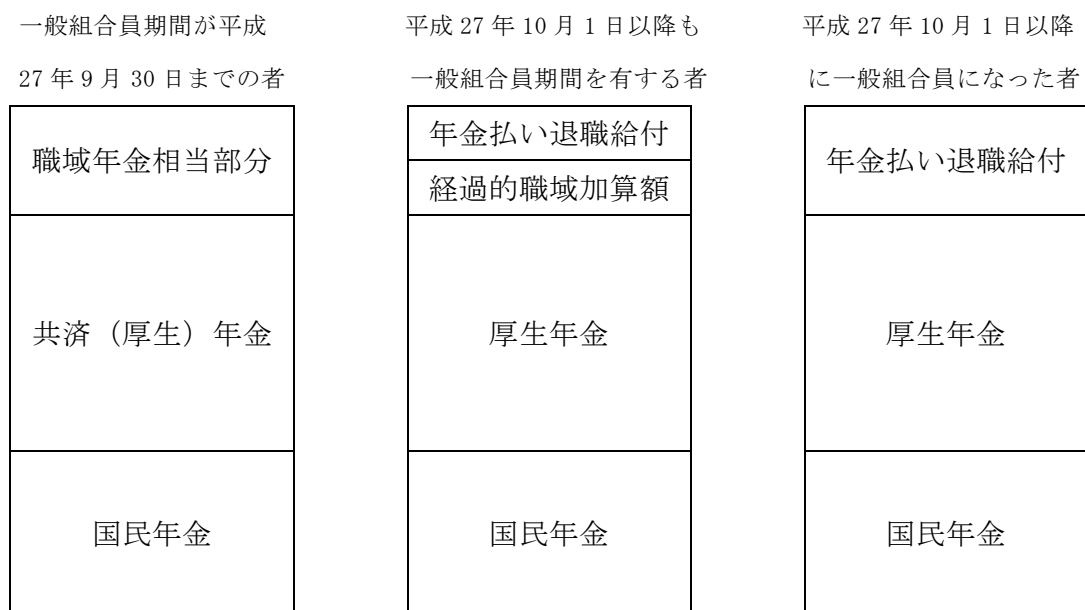 一般組合員期間が平成
27年9月30日までの者
職域年金相当部分
共済（厚生）年金
国民年金
平成27年10月1日以降も
一般組合員期間を有する者
年金払い退職給付
経過的職域加算額
厚生年金
国民年金
平成27年10月1日以降
に一般組合員になった者
年金払い退職給付
厚生年金
国民年金